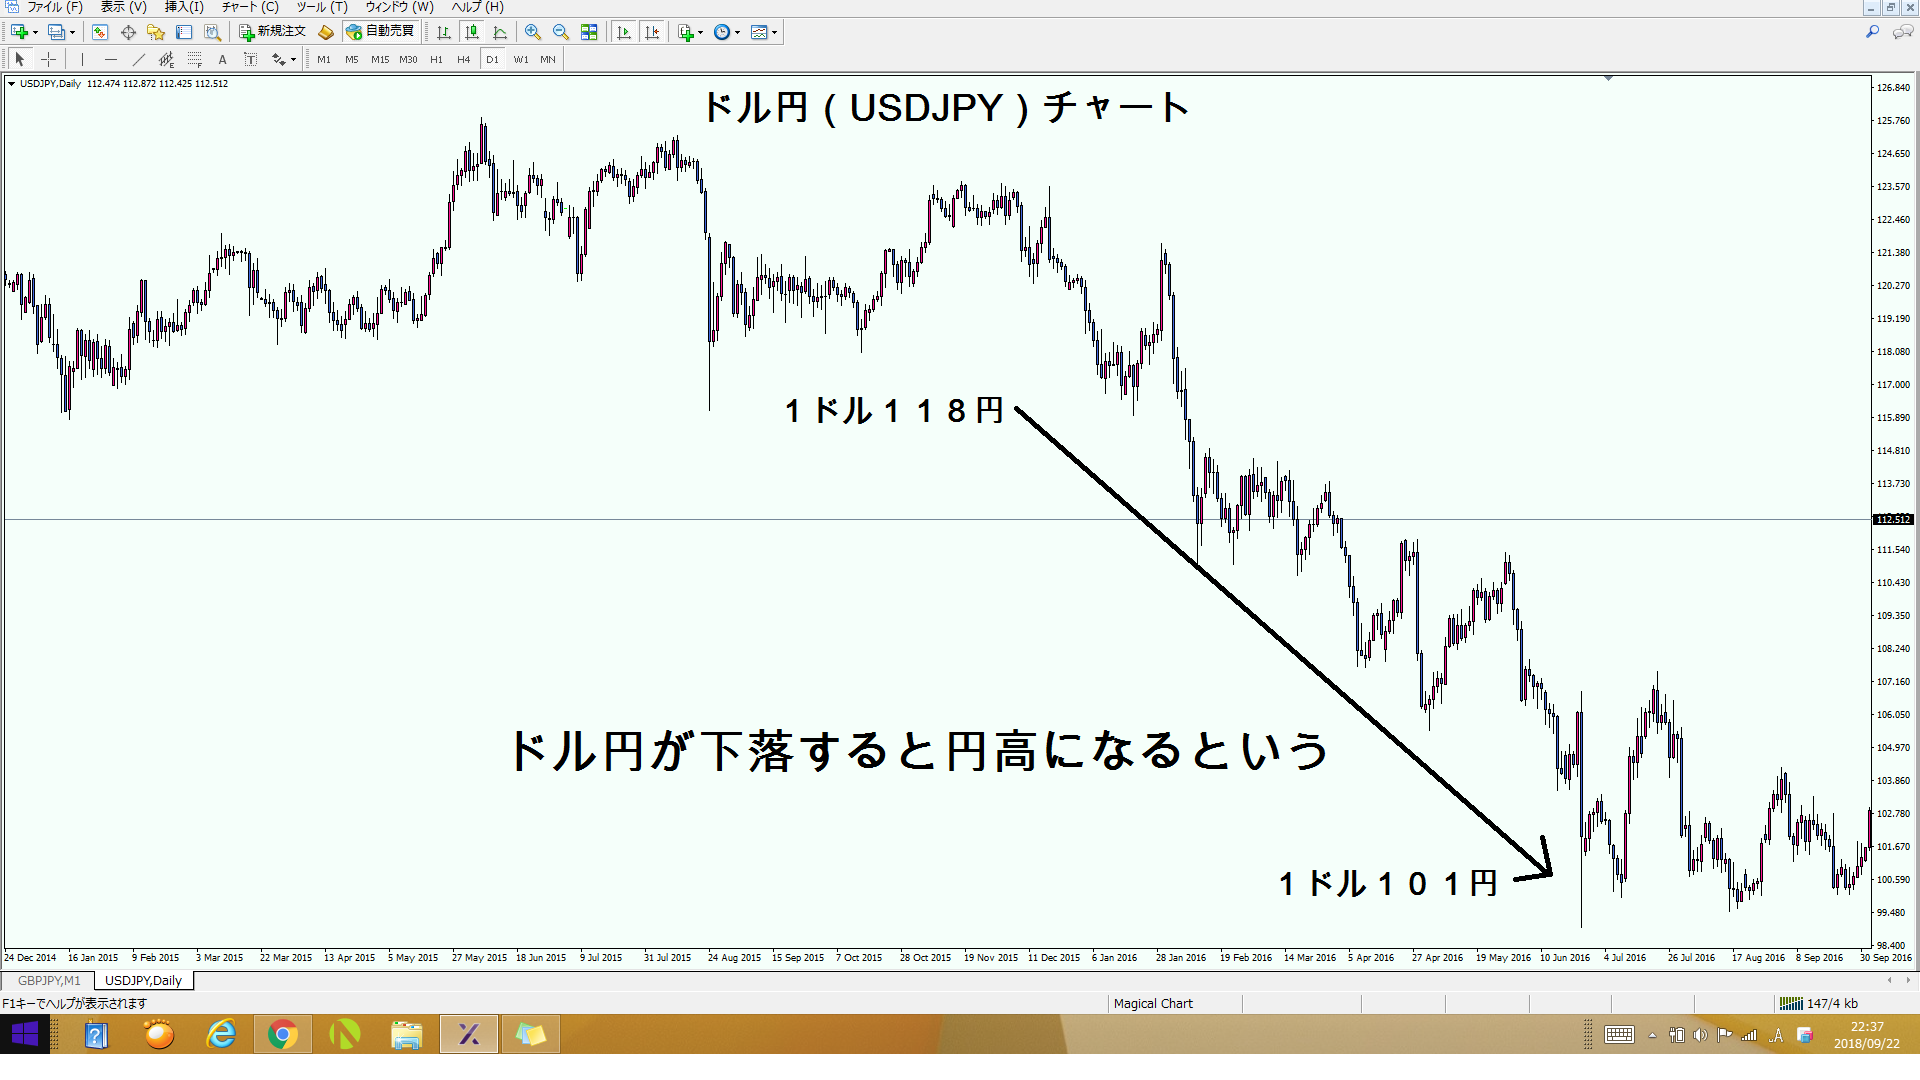 ファイル (F) 表示 (V) 挿入(I) チャート (C) ツール (T) ウィンドウ (W) ヘルプ (H)
新規注文 自動売買
A T M1 M5 M15 M30 H1 H4 D1 W1 MN
USDJPY,Daily 112.474 112.872 112.425 112.512
ドル円（USDJPY）チャート
126.840
125.760
124.650
123.570
122.460
121.380
120.270
119.190
118.080
117.000
115.890
114.810
113.730
112.512
111.540
110.430
109.350
108.240
107.160
106.050
104.970
103.860
102.780
101.670
100.590
99.480
98.400
１ドル１１８円
ドル円が下落すると円高になるという
１ドル１０１円
24 Dec 2014 16 Jan 2015 9 Feb 2015 3 Mar 2015 22 Mar 2015 13 Apr 2015 5 May 2015 27 May 2015 18 Jun 2015 9 Jul 2015 31 Jul 2015 24 Aug 2015 15 Sep 2015 7 Oct 2015 28 Oct 2015 19 Nov 2015 11 Dec 2015 6 Jan 2016 28 Jan 2016 19 Feb 2016 14 Mar 2016 5 Apr 2016 27 Apr 2016 19 May 2016 10 Jun 2016 4 Jul 2016 26 Jul 2016 17 Aug 2016 8 Sep 2016 30 Sep 2016
GBPJPY,M1 USDJPY,Daily
F1キーでヘルプが表示されます Magical Chart 147/4 kb
22:37
2018/09/22